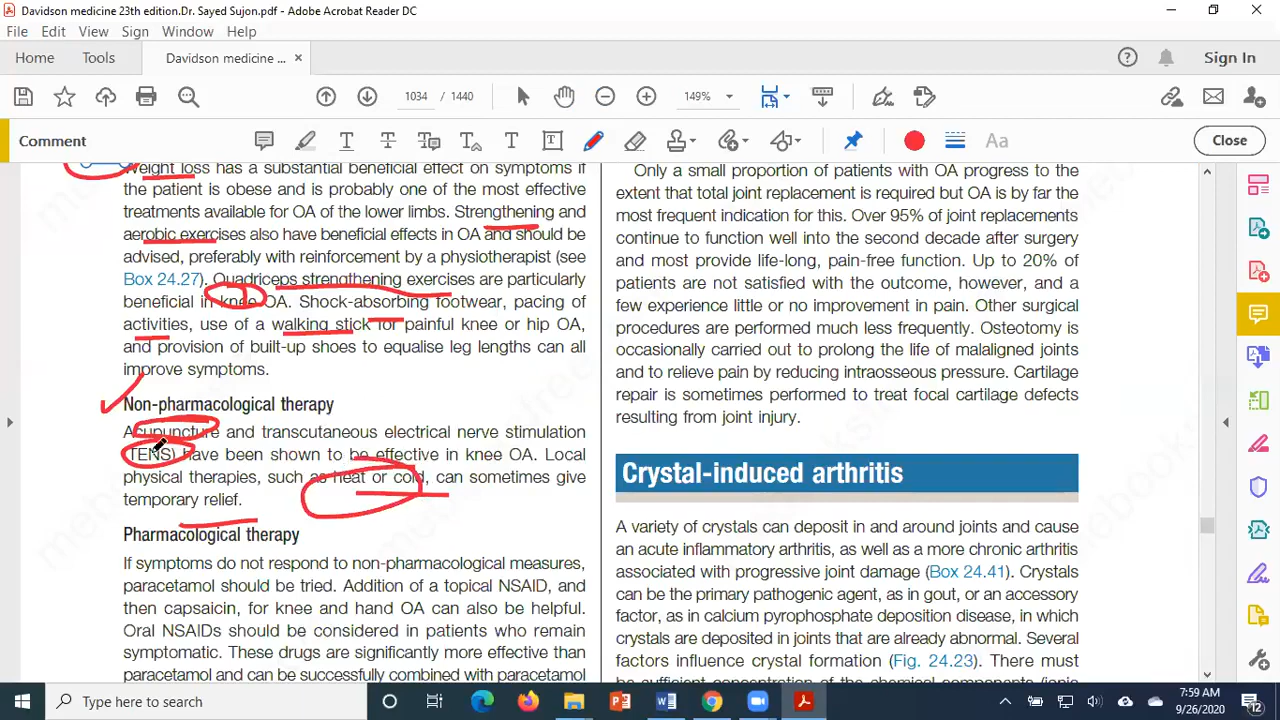 Davidson medicine 23th edition.Dr. Sayed Sujon.pdf - Adobe Acrobat Reader DC
File Edit View Sign Window Help
Home Tools Davidson medicine ... × Sign In
1034 / 1440 149%
Comment Close
Weight loss has a substantial beneficial effect on symptoms if
the patient is obese and is probably one of the most effective
treatments available for OA of the lower limbs. Strengthening and
aerobic exercises also have beneficial effects in OA and should be
advised, preferably with reinforcement by a physiotherapist (see
Box 24.27). Quadriceps strengthening exercises are particularly
beneficial in knee OA. Shock-absorbing footwear, pacing of
activities, use of a walking stick for painful knee or hip OA,
and provision of built-up shoes to equalise leg lengths can all
improve symptoms.
Non-pharmacological therapy
Acupuncture and transcutaneous electrical nerve stimulation
(TENS) have been shown to be effective in knee OA. Local
physical therapies, such as heat or cold, can sometimes give
temporary relief.
Pharmacological therapy
If symptoms do not respond to non-pharmacological measures,
paracetamol should be tried. Addition of a topical NSAID, and
then capsaicin, for knee and hand OA can also be helpful.
Oral NSAIDs should be considered in patients who remain
symptomatic. These drugs are significantly more effective than
paracetamol and can be successfully combined with paracetamol
Only a small proportion of patients with OA progress to the
extent that total joint replacement is required but OA is by far the
most frequent indication for this. Over 95% of joint replacements
continue to function well into the second decade after surgery
and most provide life-long, pain-free function. Up to 20% of
patients are not satisfied with the outcome, however, and a
few experience little or no improvement in pain. Other surgical
procedures are performed much less frequently. Osteotomy is
occasionally carried out to prolong the life of malaligned joints
and to relieve pain by reducing intraosseous pressure. Cartilage
repair is sometimes performed to treat focal cartilage defects
resulting from joint injury.
Crystal-induced arthritis
A variety of crystals can deposit in and around joints and cause
an acute inflammatory arthritis, as well as a more chronic arthritis
associated with progressive joint damage (Box 24.41). Crystals
can be the primary pathogenic agent, as in gout, or an accessory
factor, as in calcium pyrophosphate deposition disease, in which
crystals are deposited in joints that are already abnormal. Several
factors influence crystal formation (Fig. 24.23). There must
be sufficient concentration of the chemical components (ionic
Type here to search
7:59 AM
9/26/2020
12